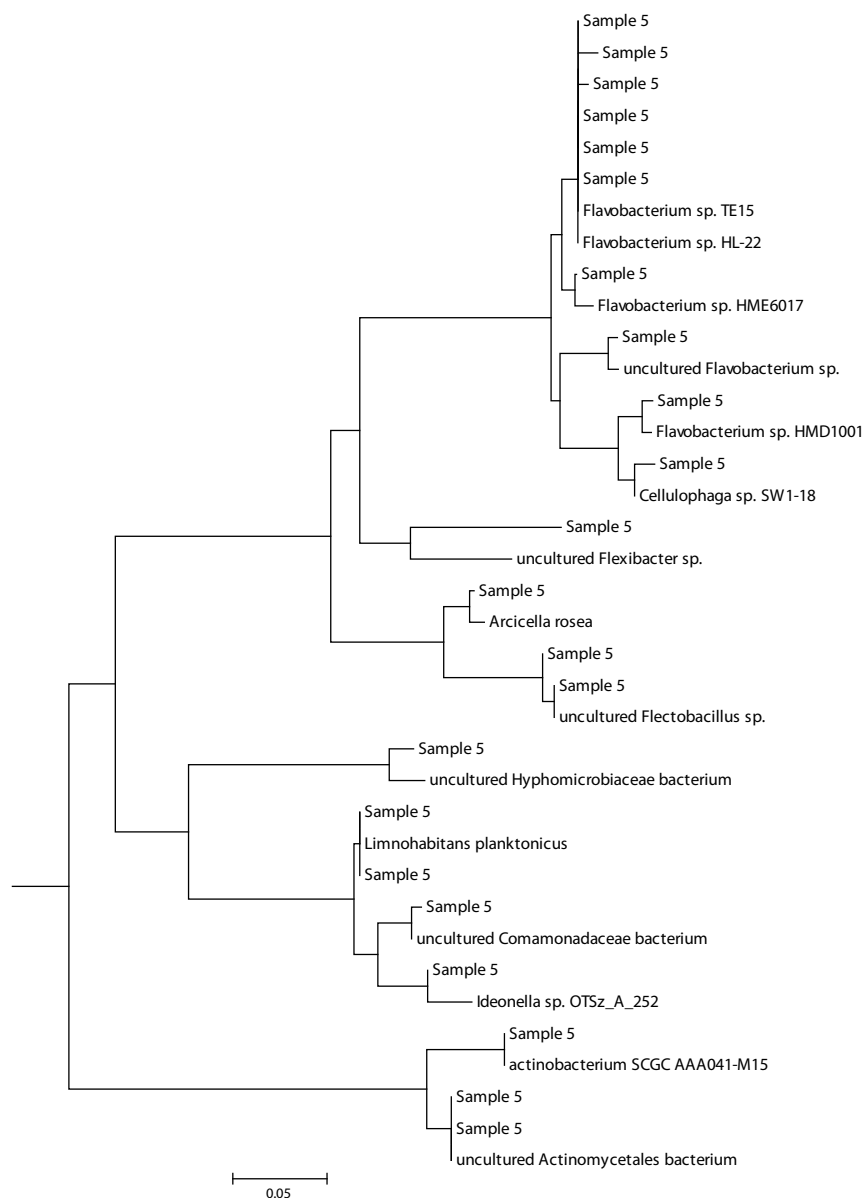 Sample 5
Sample 5
Sample 5
Sample 5
Sample 5
Sample 5
Flavobacterium sp. TE15
Flavobacterium sp. HL-22
Sample 5
Flavobacterium sp. HME6017
Sample 5
uncultured Flavobacterium sp.
Sample 5
Flavobacterium sp. HMD1001
Sample 5
Cellulophaga sp. SW1-18
Sample 5
uncultured Flexibacter sp.
Sample 5
Arcicella rosea
Sample 5
Sample 5
uncultured Flectobacillus sp.
Sample 5
uncultured Hyphomicrobiaceae bacterium
Sample 5
Limnohabitans planktonicus
Sample 5
Sample 5
uncultured Comamonadaceae bacterium
Sample 5
Ideonella sp. OTSz_A_252
Sample 5
actinobacterium SCGC AAA041-M15
Sample 5
Sample 5
uncultured Actinomycetales bacterium
0.05